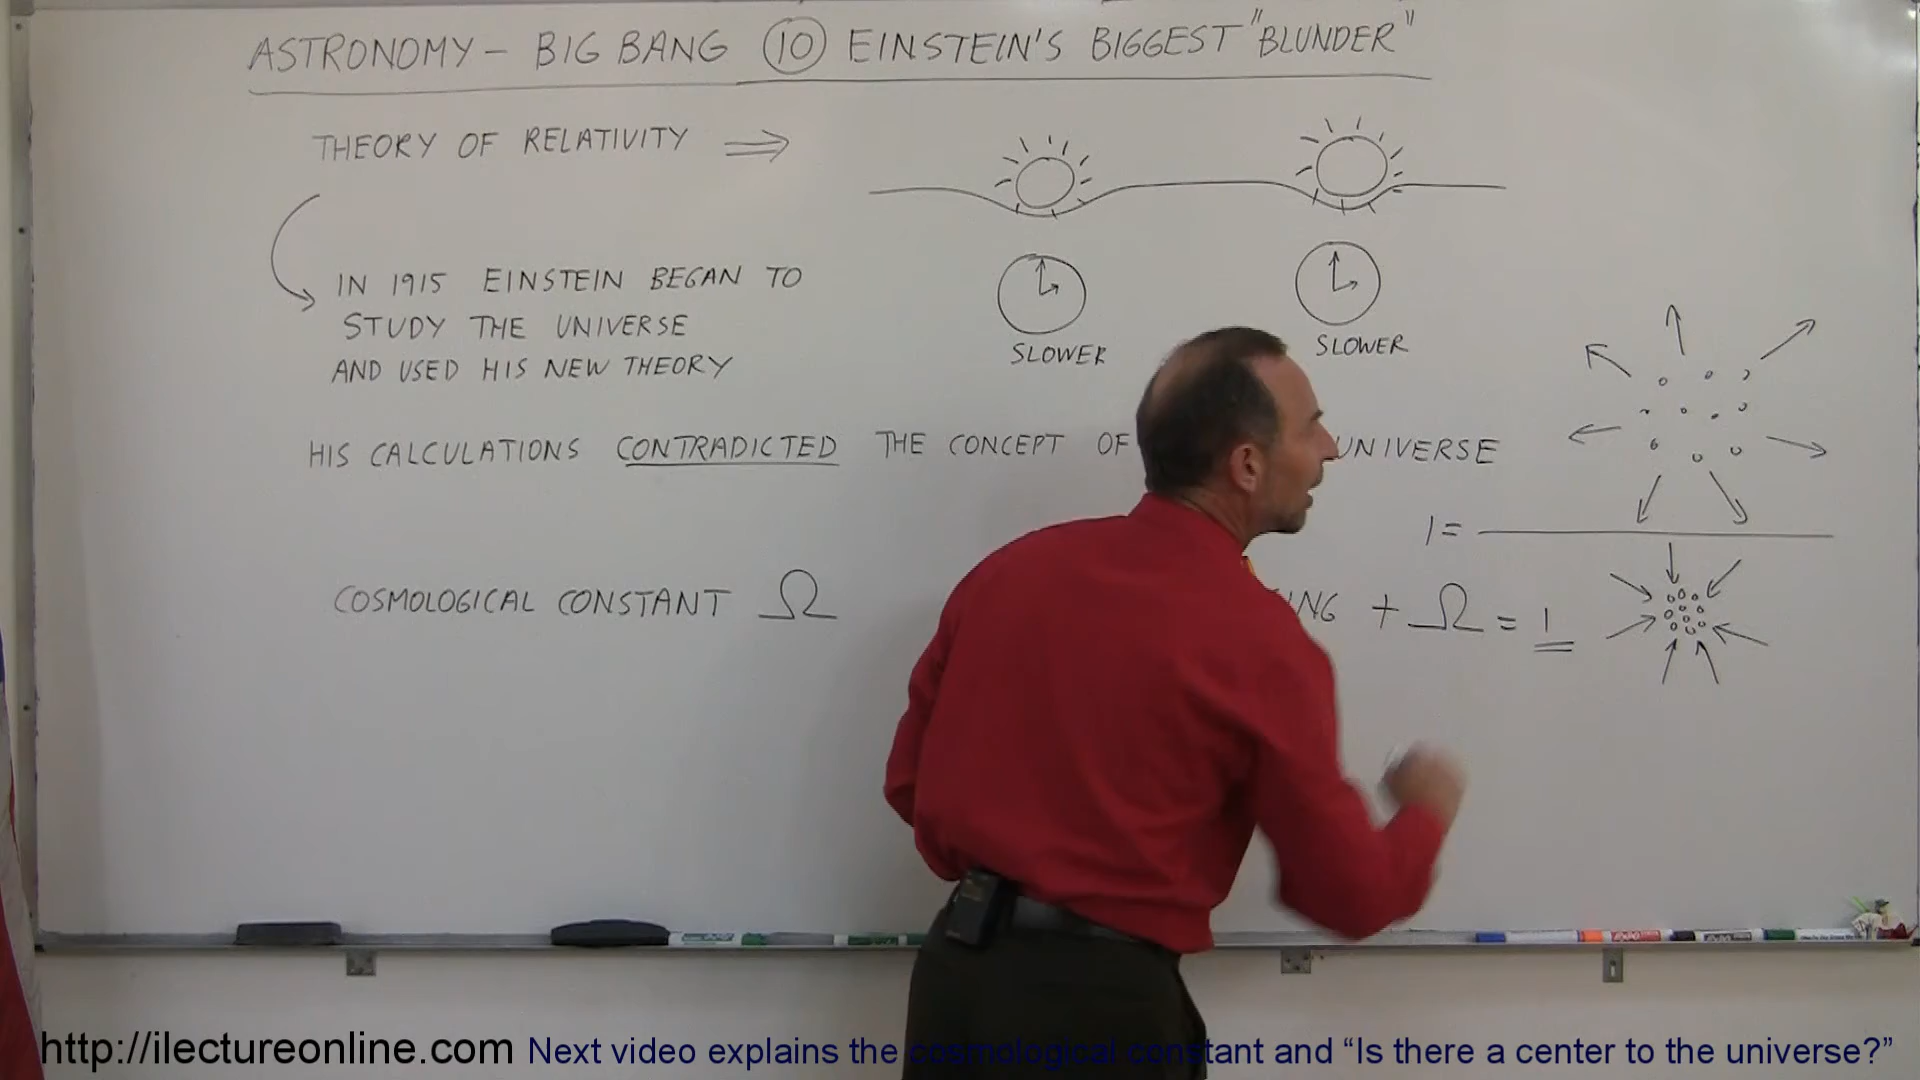 ASTRONOMY - BIG BANG 10 EINSTEIN'S BIGGEST "BLUNDER"
THEORY OF RELATIVITY ⇒
IN 1915 EINSTEIN BEGAN TO
STUDY THE UNIVERSE
AND USED HIS NEW THEORY
SLOWER
SLOWER
HIS CALCULATIONS CONTRADICTED THE CONCEPT OF UNIVERSE
1 =
COSMOLOGICAL CONSTANT Ω
+ Ω = 1
http://ilectureonline.com Next video explains the cosmological constant and “Is there a center to the universe?”